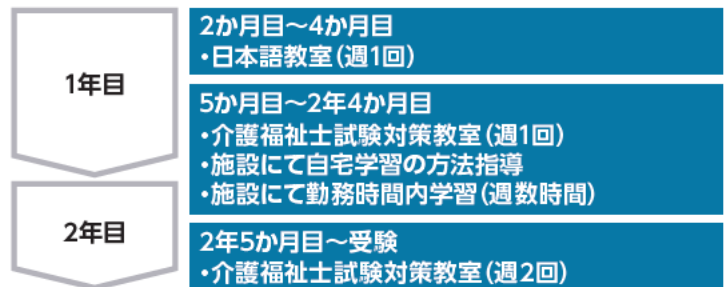 1年目
2か月目～4か月目
・日本語教室（週1回）
5か月目～2年4か月目
・介護福祉士試験対策教室（週1回）
・施設にて自宅学習の方法指導
・施設にて勤務時間内学習（週数時間）
2年目
2年5か月目～受験
・介護福祉士試験対策教室（週2回）